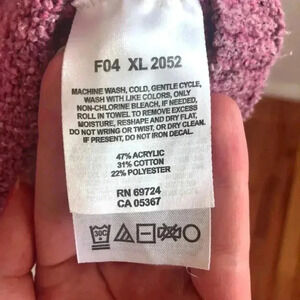 F04 XL 2052
MACHINE WASH, COLD, GENTLE CYCLE,
WASH WITH LIKE COLORS, ONLY
NON-CHLORINE BLEACH, IF NEEDED,
ROLL IN TOWEL TO REMOVE EXCESS
MOISTURE, RESHAPE AND DRY FLAT,
DO NOT WRING OR TWIST, OR DRY CLEAN.
IF PRESENT, DO NOT IRON DECAL.
47% ACRYLIC
31% COTTON
22% POLYESTER
RN 69724
CA 05367
30C